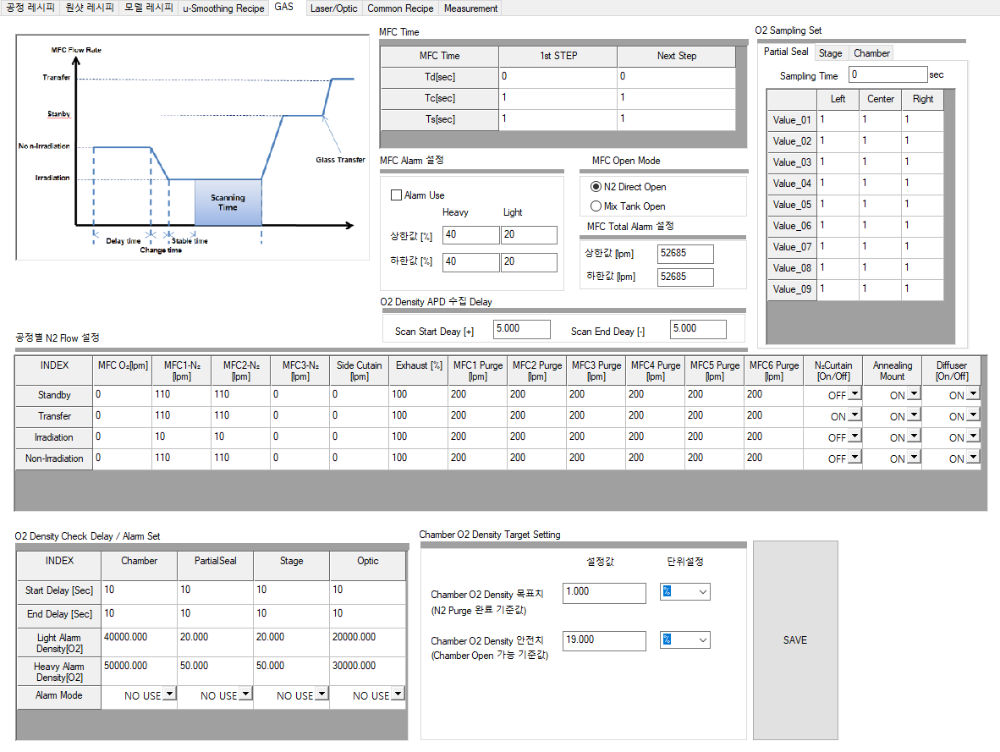 공정 레시피 원샷 레시피 모델 레시피 u-Smoothing Recipe GAS Laser/Optic Common Recipe Measurement
MFC Flow Rate
Transfer
Stanby
Non-Irradiation
Irradiation
Glass Transfer
Scanning
Time
Delay time
Stable time
Change time
MFC Time
MFC Time 1st STEP Next Step
Td[sec] 0 0
Tc[sec] 1 1
Ts[sec] 1 1
MFC Alarm 설정
Alarm Use
Heavy Light
상한값 [%] 40 20
하한값 [%] 40 20
MFC Open Mode
N2 Direct Open
Mix Tank Open
MFC Total Alarm 설정
상한값 [lpm] 52685
하한값 [lpm] 52685
O2 Density APD 수집 Delay
Scan Start Deay [+] 5.000 Scan End Deay [-] 5.000
O2 Sampling Set
Partial Seal Stage Chamber
Sampling Time 0 sec
Left Center Right
Value_01 1 1 1
Value_02 1 1 1
Value_03 1 1 1
Value_04 1 1 1
Value_05 1 1 1
Value_06 1 1 1
Value_07 1 1 1
Value_08 1 1 1
Value_09 1 1 1
공정별 N2 Flow 설정
INDEX MFC O₂[lpm] MFC1-N₂ [lpm] MFC2-N₂ [lpm] MFC3-N₂ [lpm] Side Cutain [lpm] Exhaust [%] MFC1 Purge [lpm] MFC2 Purge [lpm] MFC3 Purge [lpm] MFC4 Purge [lpm] MFC5 Purge [lpm] MFC6 Purge [lpm] N₂Curtain [On/Off] Annealing Mount Diffuser [On/Off]
Standby 0 110 110 0 0 100 200 200 200 200 200 200 OFF ON ON
Transfer 0 110 110 0 0 100 200 200 200 200 200 200 ON ON ON
Irradiation 0 10 10 0 0 100 200 200 200 200 200 200 OFF ON ON
Non-Irradiation 0 110 110 0 0 100 200 200 200 200 200 200 OFF ON ON
O2 Density Check Delay / Alarm Set
INDEX Chamber PartialSeal Stage Optic
Start Delay [Sec] 10 10 10 10
End Delay [Sec] 10 10 10 10
Light Alarm Density[O2] 40000.000 20.000 20.000 20000.000
Heavy Alarm Density[O2] 50000.000 50.000 50.000 30000.000
Alarm Mode NO USE NO USE NO USE NO USE
Chamber O2 Density Target Setting
설정값 단위설정
Chamber O2 Density 목표치 1.000 %
(N2 Purge 완료 기준값)
Chamber O2 Density 안전치 19.000 %
(Chamber Open 가능 기준값)
SAVE